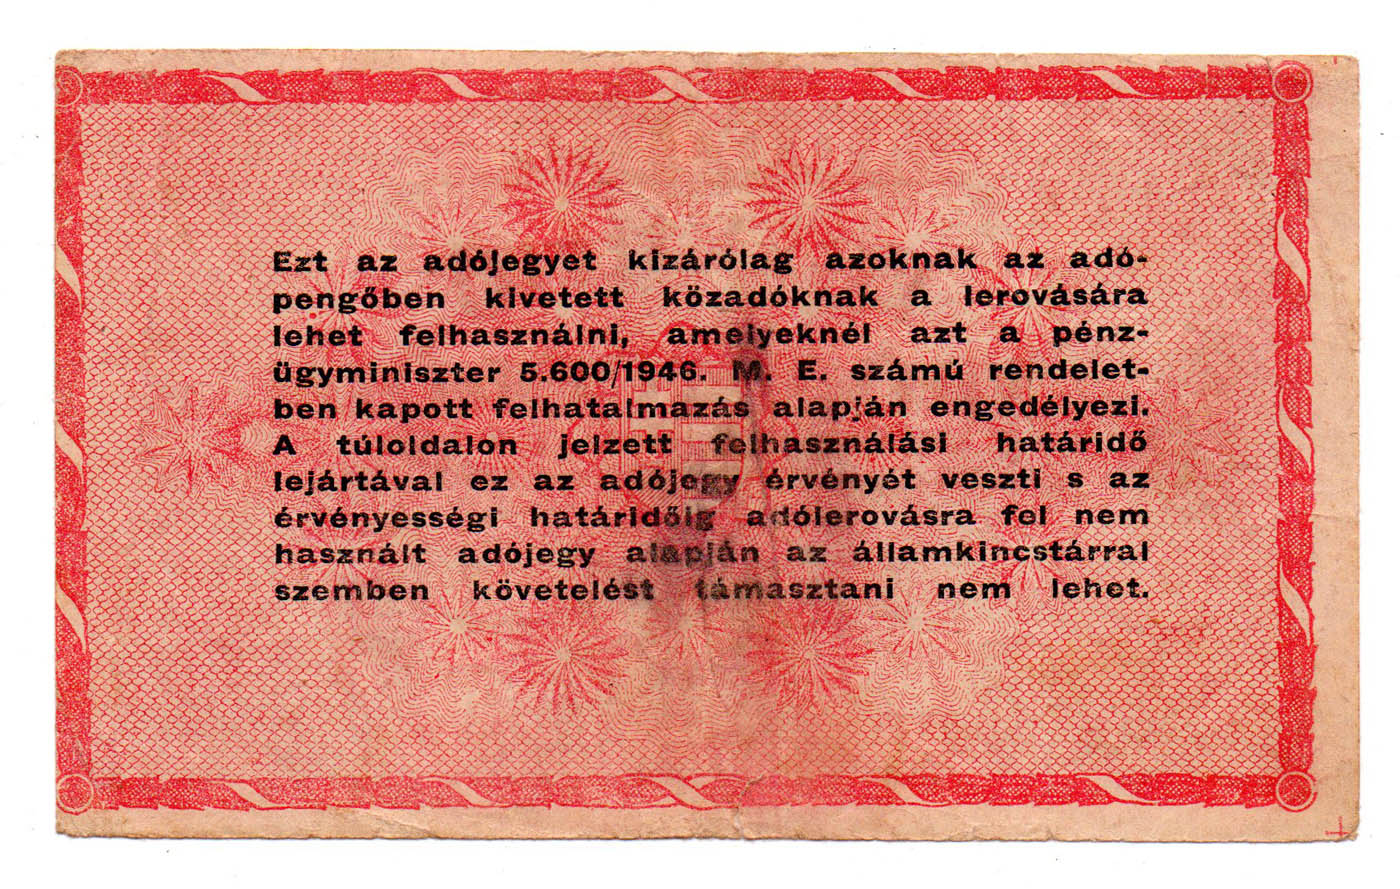 Ezt az adójegyet kizárólag azoknak az adó-
pengőben kivetett közadóknak a lerovására
lehet felhasználni, amelyeknél azt a pénz-
ügyminiszter 5.600/1946. M. E. számú rendelet-
ben kapott felhatalmazás alapján engedélyezi.
A túloldalon jelzett felhasználási határidő
lejártával ez az adójegy érvényét veszti s az
érvényességi határidőig adólerovásra fel nem
használt adójegy alapján az államkincstárral
szemben követelést támasztani nem lehet.